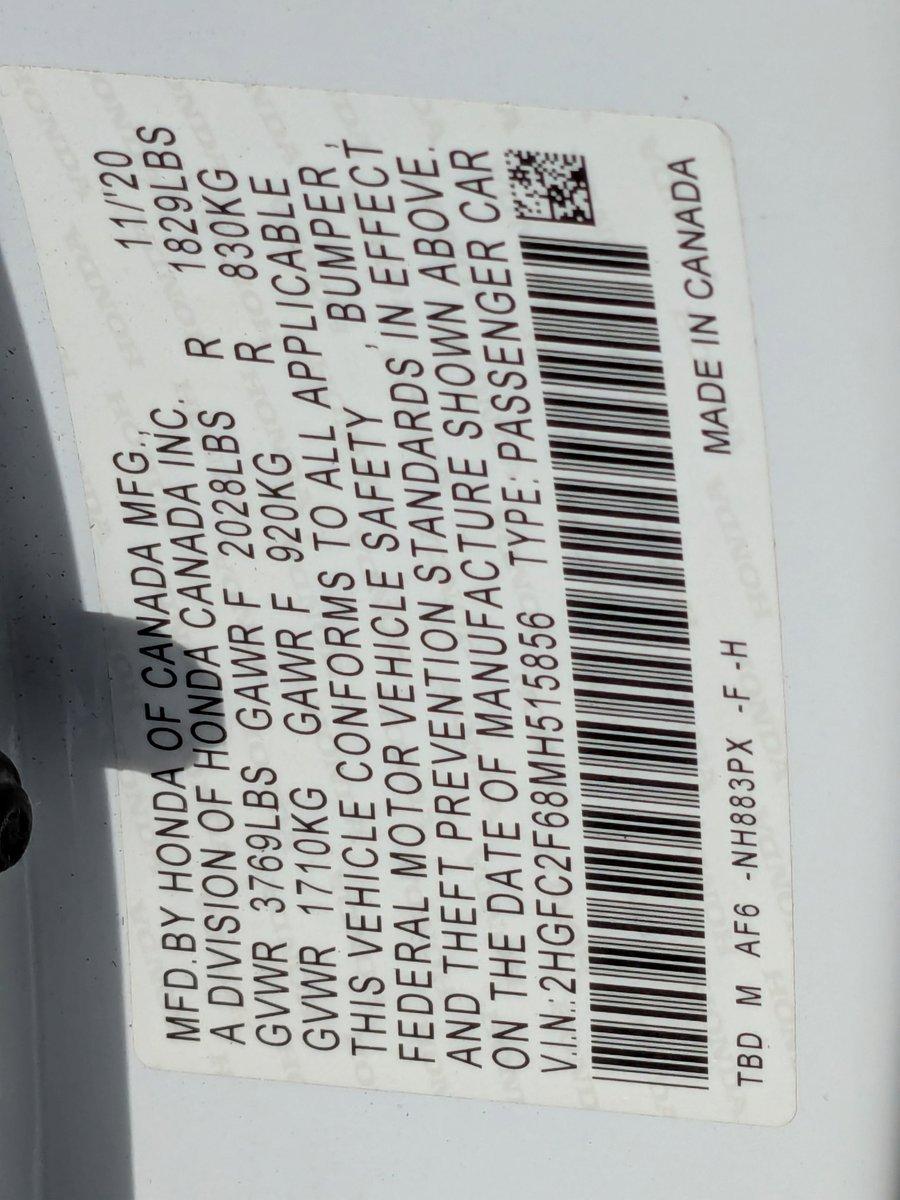 MFD.BY HONDA OF CANADA MFG., 11/"20
A DIVISION OF HONDA CANADA INC.
GVWR 3769LBS GAWR F 2028LBS R 1829LBS
GVWR 1710KG GAWR F 920KG R 830KG
THIS VEHICLE CONFORMS TO ALL APPLICABLE
FEDERAL MOTOR VEHICLE SAFETY, BUMPER,
AND THEFT PREVENTION STANDARDS IN EFFECT
ON THE DATE OF MANUFACTURE SHOWN ABOVE.
V.I.N.:2HGFC2F68MH515856 TYPE: PASSENGER CAR
TBD M AF6 -NH883PX -F -H MADE IN CANADA